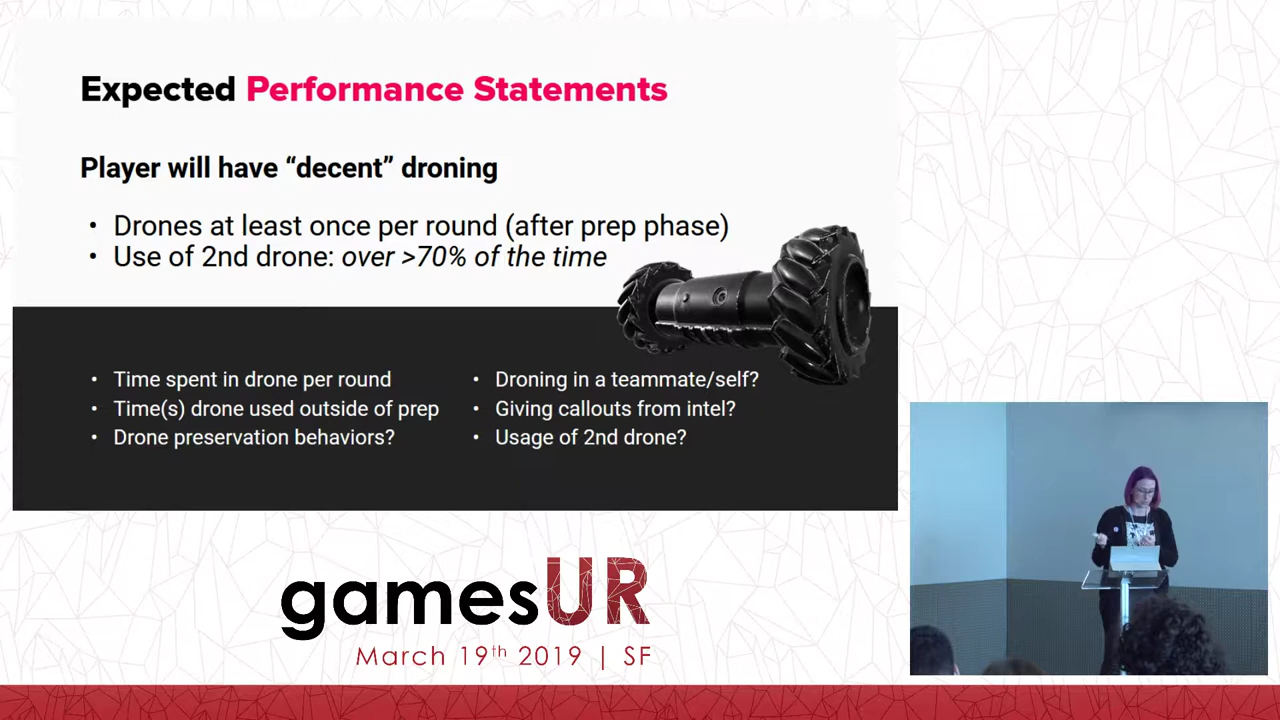 Expected Performance Statements
Player will have “decent” droning
• Drones at least once per round (after prep phase)
• Use of 2nd drone: over >70% of the time
• Time spent in drone per round
• Time(s) drone used outside of prep
• Drone preservation behaviors?
• Droning in a teammate/self?
• Giving callouts from intel?
• Usage of 2nd drone?
gamesUR
March 19th 2019 | SF